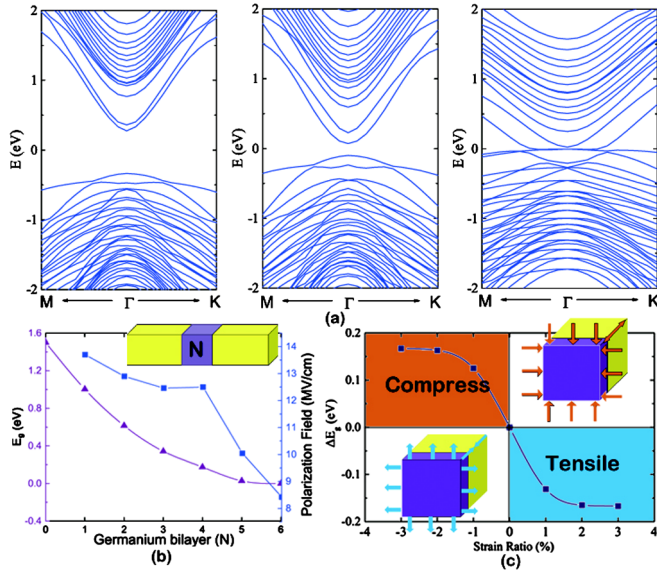 2 2 2
1 1 1
E (eV) E (eV) E (eV)
0 0 0
-1 -1 -1
-2 -2 -2
M Γ K M Γ K M Γ K
(a)
1.6 14 0.2
N
1.2 13 0.1
Compress
12
0.8 11 0.0
E_g (eV) Polarization Field (MV/cm) ΔE_g (eV)
0.4 10
Tensile
0.0 9 -0.1
-0.4 8 -0.2
1 2 3 4 5 6 -4 -3 -2 -1 0 1 2 3 4
Germanium bilayer (N) Strain Ratio (%)
(b) (c)